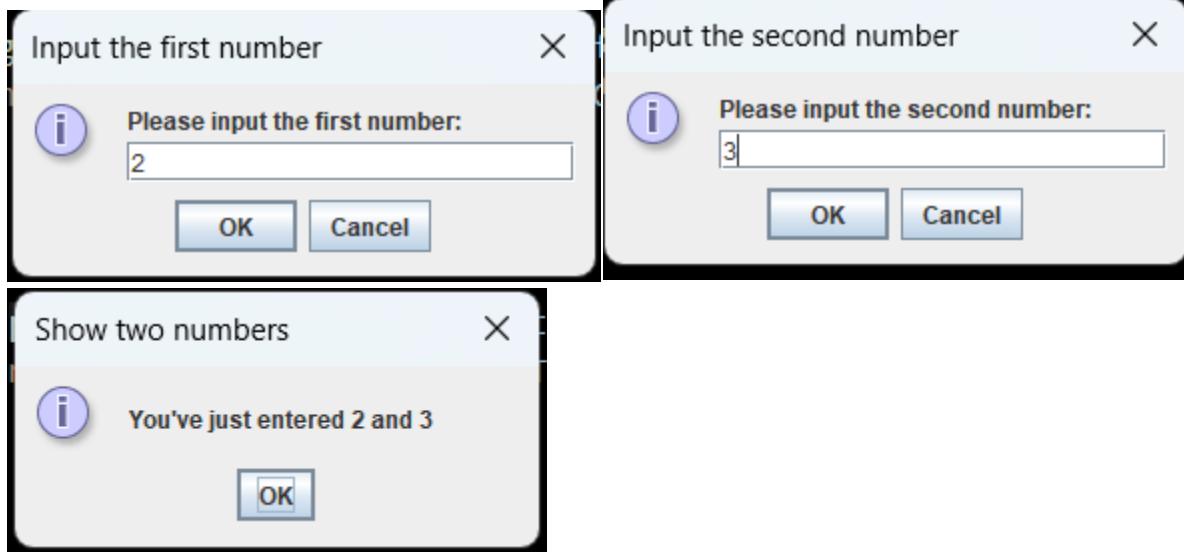 Input the first number
Please input the first number:
2
OK Cancel
Input the second number
Please input the second number:
3
OK Cancel
Show two numbers
You've just entered 2 and 3
OK